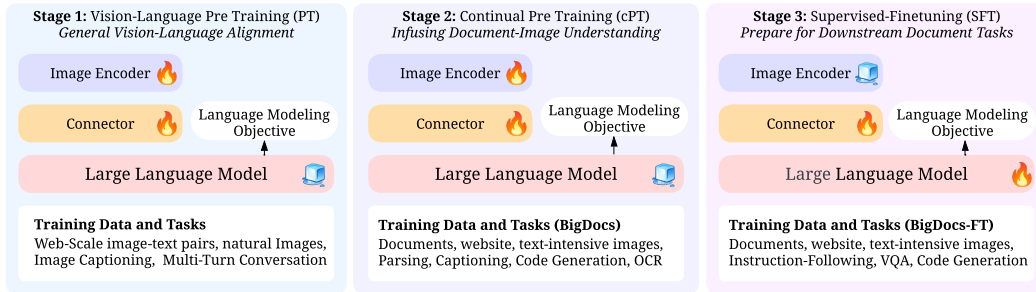 Stage 1: Vision-Language Pre Training (PT)
General Vision-Language Alignment
Image Encoder
Connector
Language Modeling
Objective
Large Language Model
Training Data and Tasks
Web-Scale image-text pairs, natural Images,
Image Captioning, Multi-Turn Conversation
Stage 2: Continual Pre Training (cPT)
Infusing Document-Image Understanding
Image Encoder
Connector
Language Modeling
Objective
Large Language Model
Training Data and Tasks (BigDocs)
Documents, website, text-intensive images,
Parsing, Captioning, Code Generation, OCR
Stage 3: Supervised-Finetuning (SFT)
Prepare for Downstream Document Tasks
Image Encoder
Connector
Language Modeling
Objective
Large Language Model
Training Data and Tasks (BigDocs-FT)
Documents, website, text-intensive images,
Instruction-Following, VQA, Code Generation